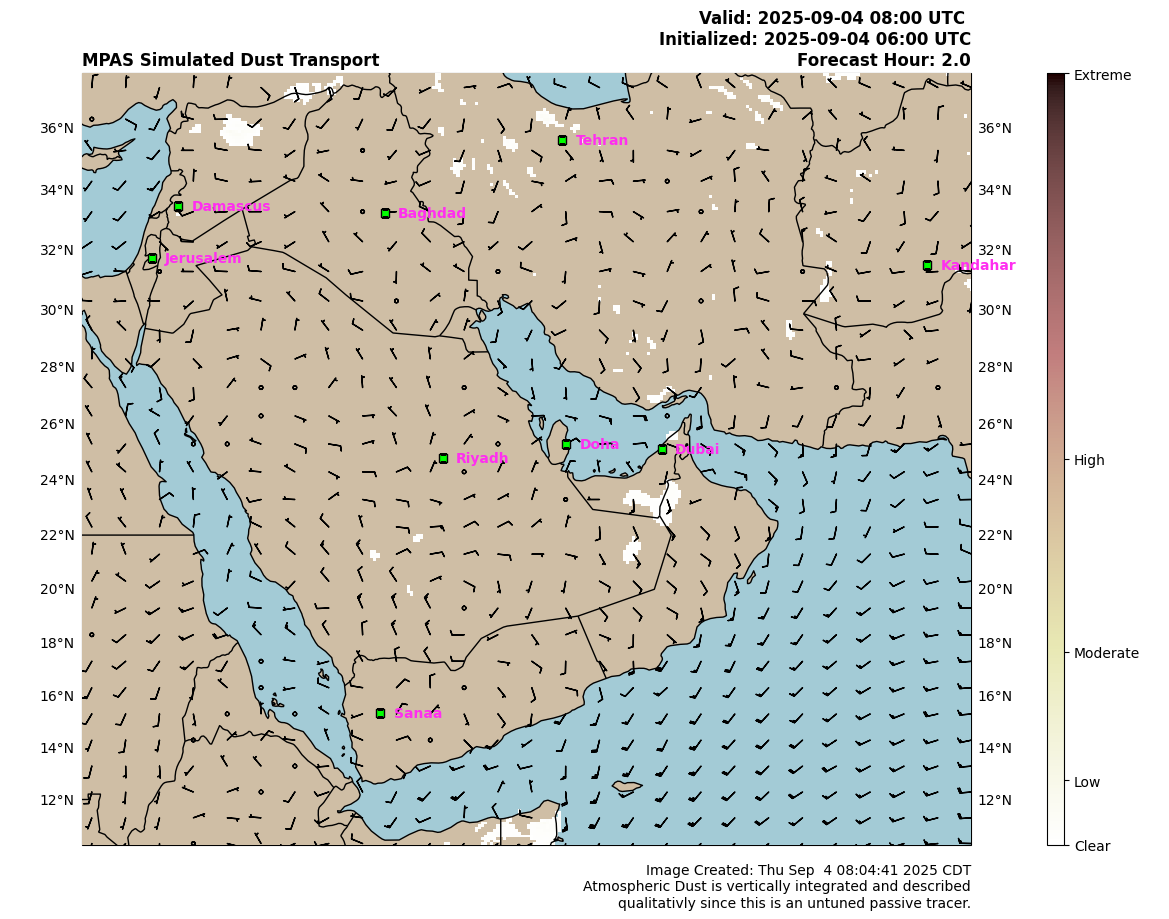 Valid: 2025-09-04 08:00 UTC
Initialized: 2025-09-04 06:00 UTC
MPAS Simulated Dust Transport
Forecast Hour: 2.0
Extreme
36°N
36°N
Tehran
34°N
34°N
Damascus
Baghdad
32°N
32°N
Jerusalem
Kandahar
30°N
30°N
28°N
28°N
26°N
26°N
Doha
Dubai
Riyadh
High
24°N
24°N
22°N
22°N
20°N
20°N
18°N
18°N
Moderate
16°N
16°N
Sanaa
14°N
14°N
Low
12°N
12°N
Clear
Image Created: Thu Sep  4 08:04:41 2025 CDT
Atmospheric Dust is vertically integrated and described
qualitativly since this is an untuned passive tracer.